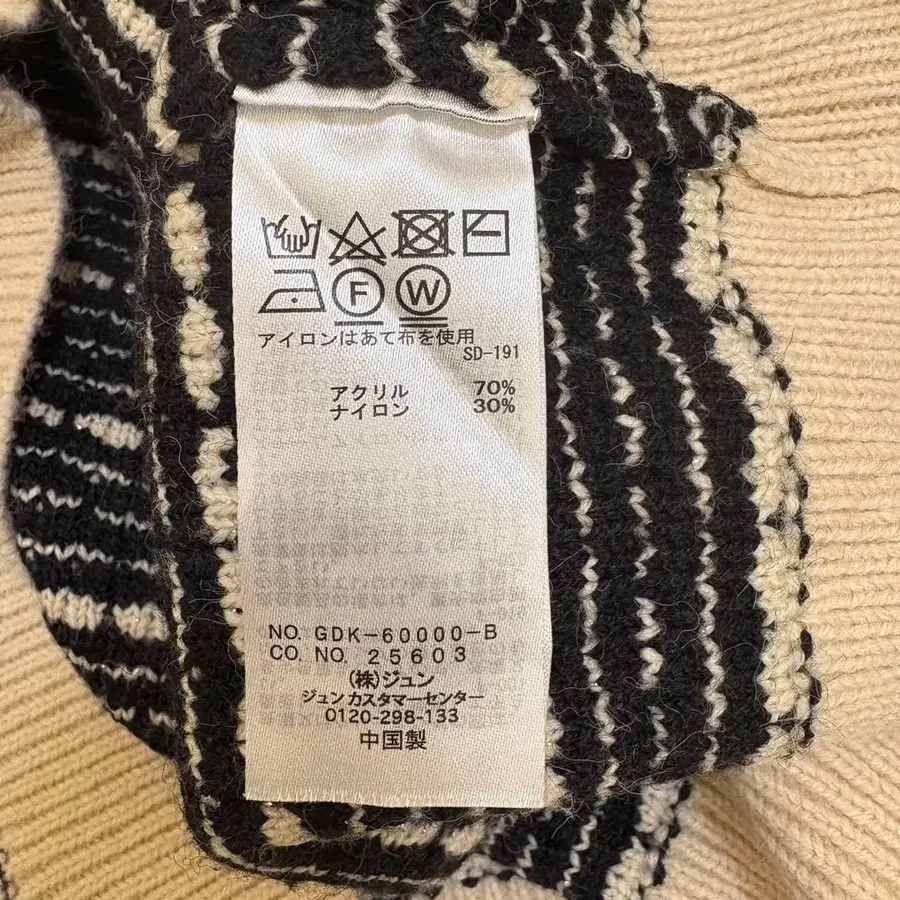 F W
アイロンはあて布を使用
SD-191
アクリル 70%
ナイロン 30%
NO. GDK-60000-B
CO. NO. 25603
(株)ジュン
ジュンカスタマーセンター
0120-298-133
中国製